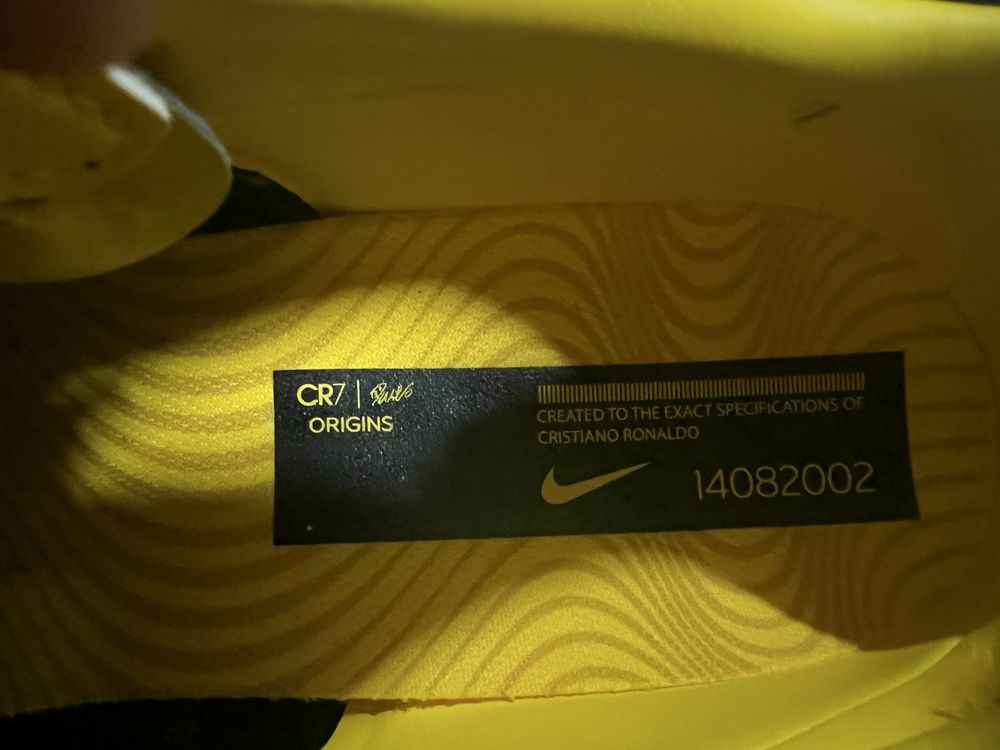 CR7
ORIGINS
CREATED TO THE EXACT SPECIFICATIONS OF
CRISTIANO RONALDO
14082002